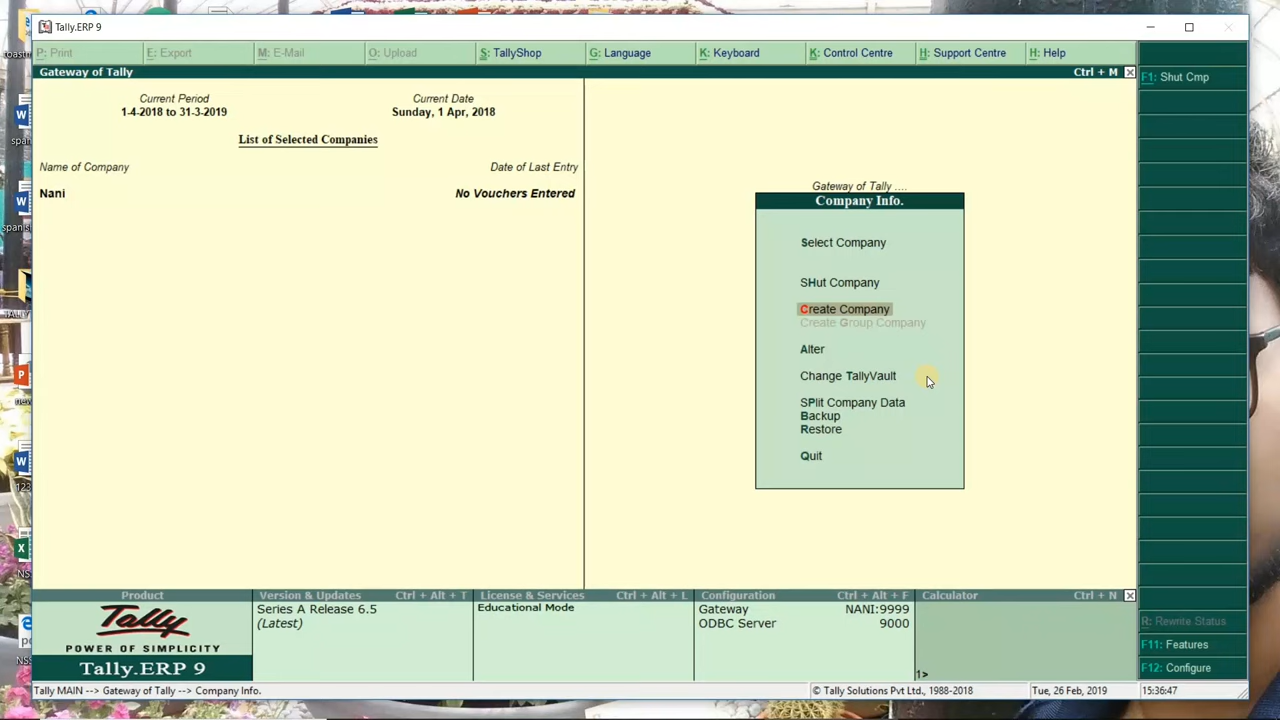 Tally.ERP 9
P: Print
E: Export
M: E-Mail
O: Upload
S: TallyShop
G: Language
K: Keyboard
K: Control Centre
H: Support Centre
H: Help
Gateway of Tally
Ctrl + M
F1: Shut Cmp
Current Period
Current Date
1-4-2018 to 31-3-2019
Sunday, 1 Apr, 2018
List of Selected Companies
Name of Company
Date of Last Entry
Nani
No Vouchers Entered
Gateway of Tally ....
Company Info.
Select Company
SHut Company
Create Company
Create Group Company
Alter
Change TallyVault
SPlit Company Data
Backup
Restore
Quit
Product
Version & Updates Ctrl + Alt + T
License & Services Ctrl + Alt + L
Configuration Ctrl + Alt + F
Calculator Ctrl + N
Tally
POWER OF SIMPLICITY
Tally.ERP 9
Series A Release 6.5
(Latest)
Educational Mode
Gateway NANI:9999
ODBC Server 9000
1>
R: Rewrite Status
F11: Features
F12: Configure
Tally MAIN --> Gateway of Tally --> Company Info.
© Tally Solutions Pvt Ltd., 1988-2018
Tue, 26 Feb, 2019
15:36:47